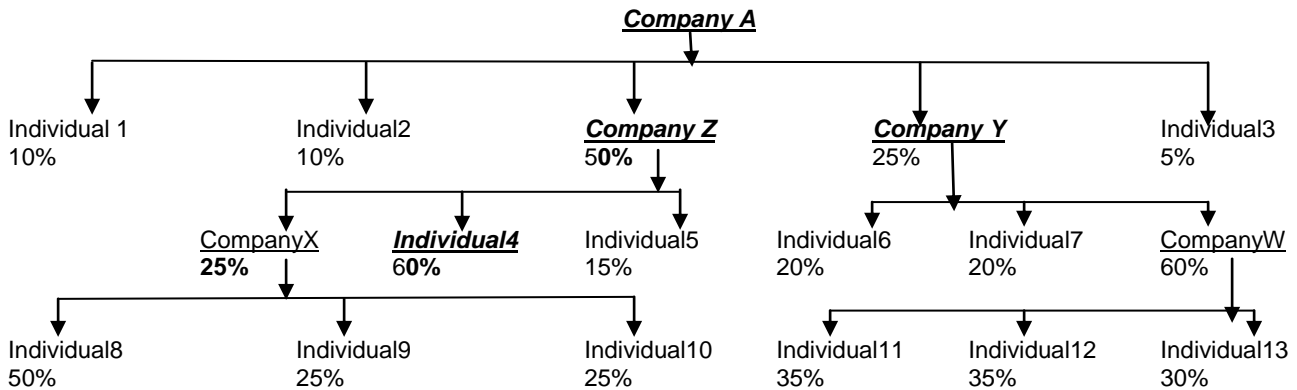 Company A
Individual 1 Individual2 Company Z Company Y Individual3
10% 10% 50% 25% 5%
CompanyX Individual4 Individual5 Individual6 Individual7 CompanyW
25% 60% 15% 20% 20% 60%
Individual8 Individual9 Individual10 Individual11 Individual12 Individual13
50% 25% 25% 35% 35% 30%